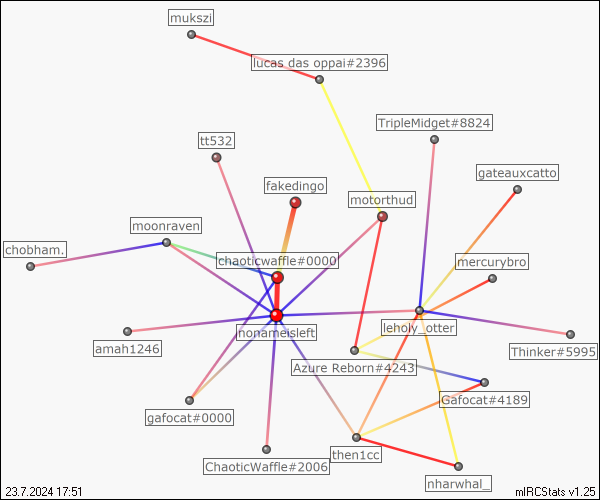 mukszi
lucas das oppai#2396
TripleMidget#8824
tt532
gateauxcatto
fakedingo
motorthud
moonraven
chobham.
chaoticwaffle#0000
mercurybro
nonameisleft
leholy_otter
amah1246
Thinker#5995
Azure Reborn#4243
Gafocat#4189
gafocat#0000
then1cc
ChaoticWaffle#2006
nharwhal_
23.7.2024 17:51
mIRCStats v1.25